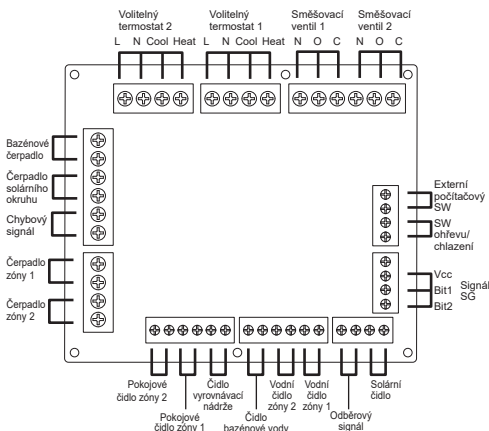 Volitelný
termostat 2
Volitelný
termostat 1
Směšovací
ventil 1
Směšovací
ventil 2
L N Cool Heat
L N Cool Heat
N O C
N O C
Bazénové
čerpadlo
Čerpadlo
solárního
okruhu
Chybový
signál
Čerpadlo
zóny 1
Čerpadlo
zóny 2
Externí
počítačový
SW
SW
ohřevu/
chlazení
Vcc
Bit1
Bit2
Signál
SG
Pokojové
čidlo zóny 2
Pokojové
čidlo zóny 1
Čidlo
vyrovnávací
nádrže
Čidlo
bazénové vody
Vodní
čidlo
zóny 2
Vodní
čidlo
zóny 1
Odběrový
signál
Solární
čidlo